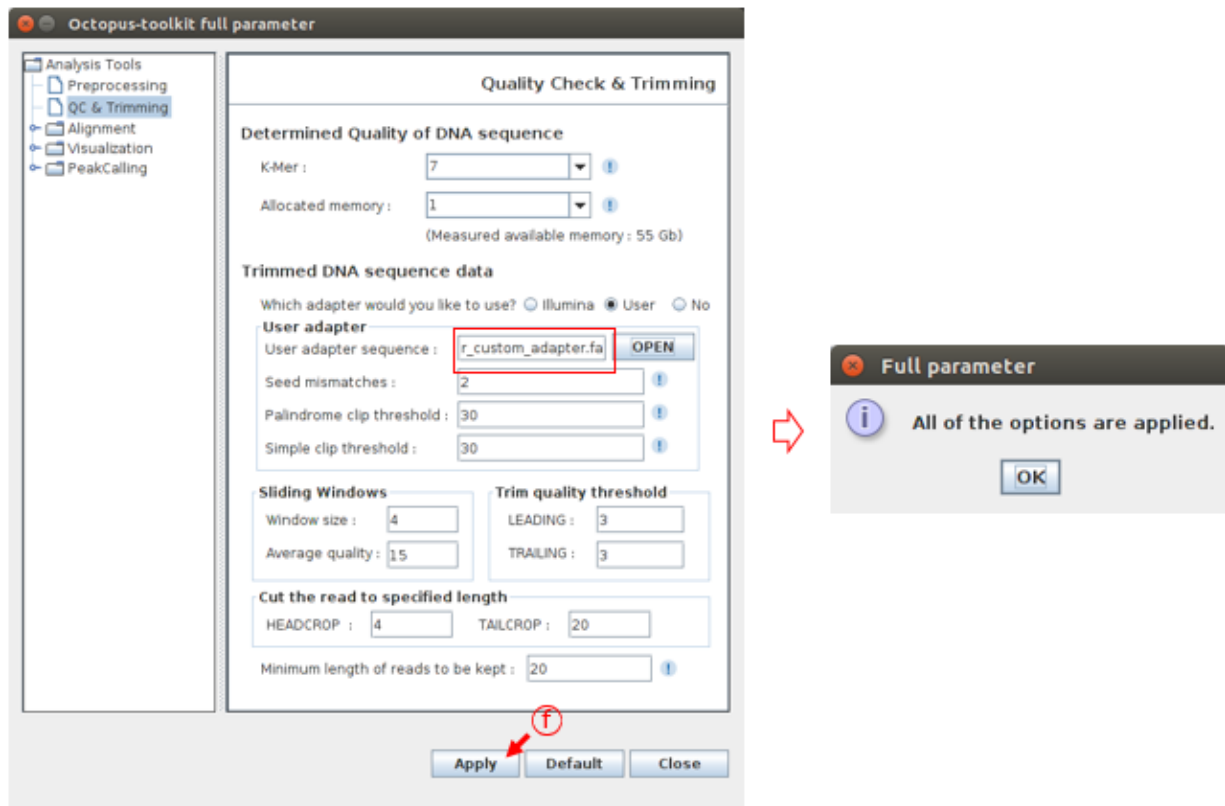 Octopus-toolkit full parameter
Analysis Tools
Preprocessing
QC & Trimming
Alignment
Visualization
PeakCalling
Quality Check & Trimming
Determined Quality of DNA sequence
K-Mer : 7
Allocated memory : 1
(Measured available memory : 55 Gb)
Trimmed DNA sequence data
Which adapter would you like to use? Illumina User No
User adapter
User adapter sequence : r_custom_adapter.fa OPEN
Seed mismatches : 2
Palindrome clip threshold : 30
Simple clip threshold : 30
Sliding Windows
Window size : 4
Average quality : 15
Trim quality threshold
LEADING : 3
TRAILING : 3
Cut the read to specified length
HEADCROP : 4 TAILCROP : 20
Minimum length of reads to be kept : 20
f
Apply Default Close
Full parameter
All of the options are applied.
OK